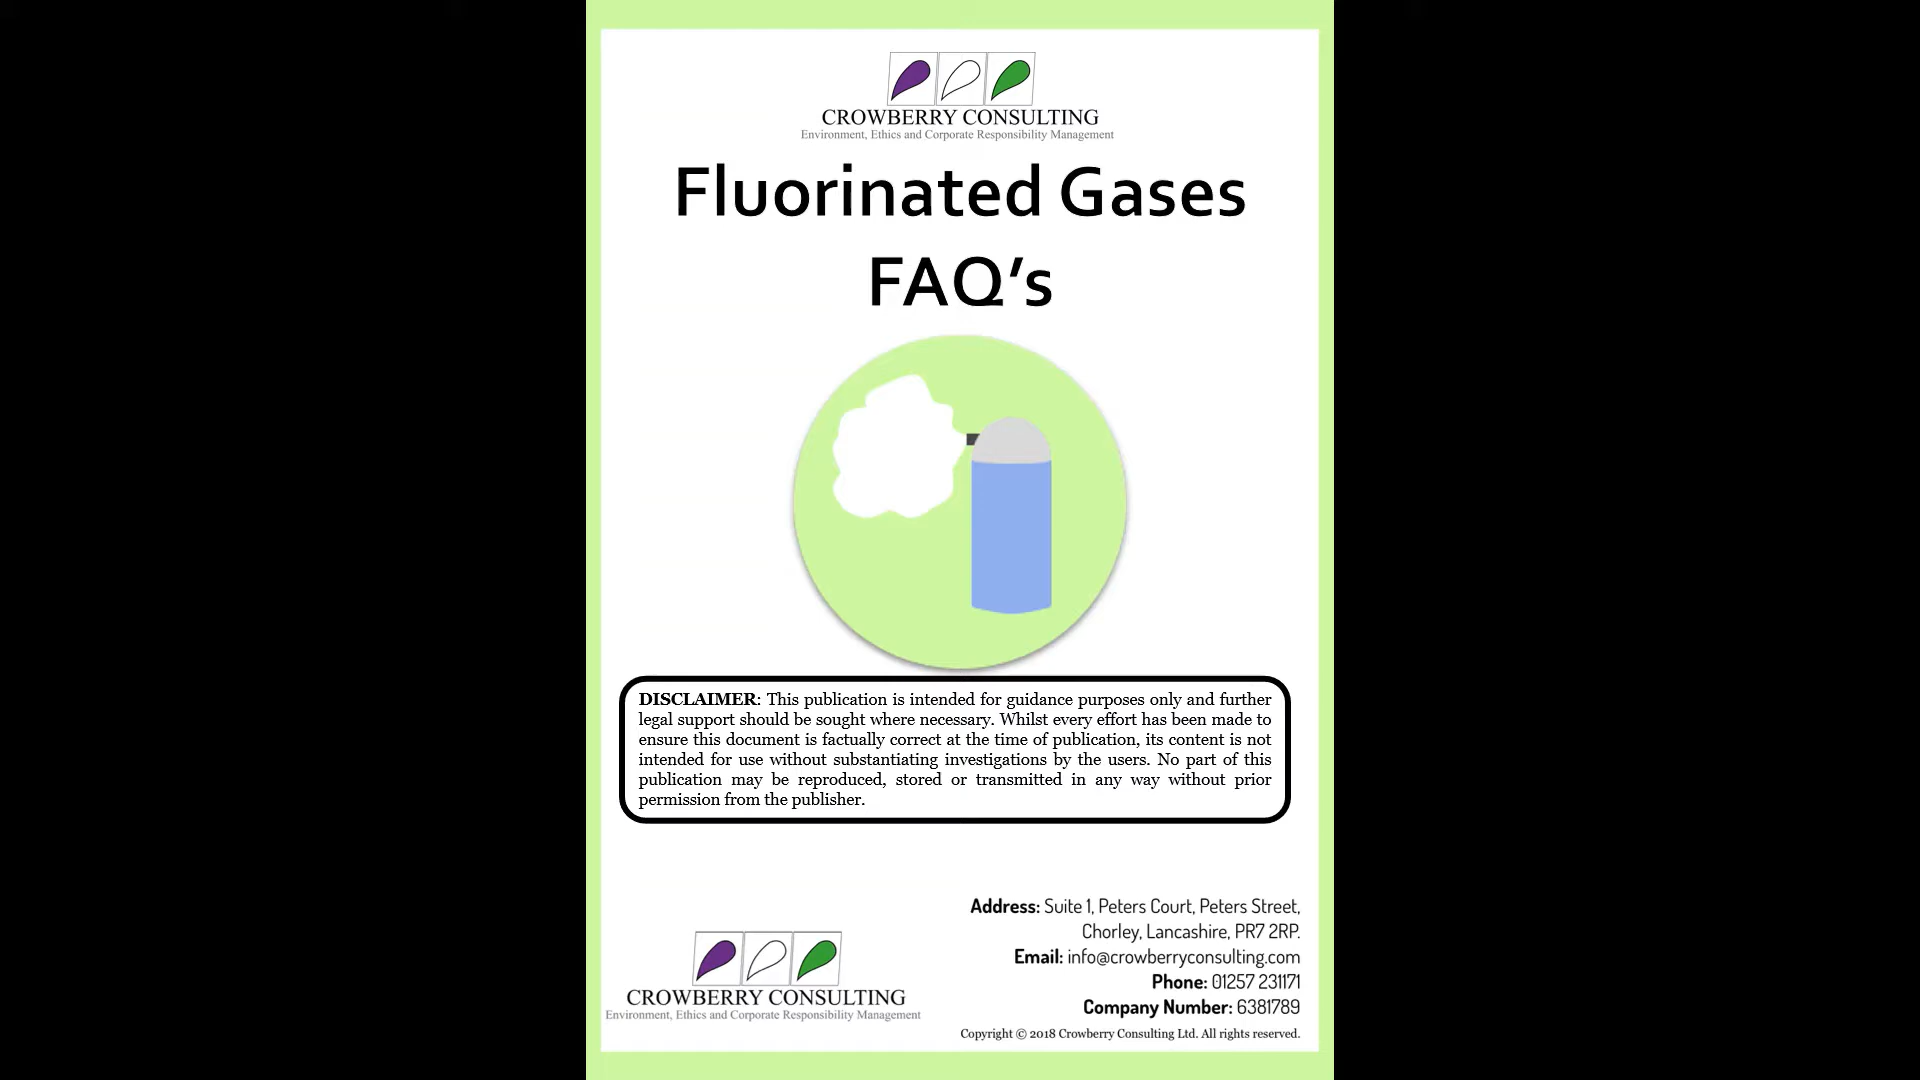 CROWBERRY CONSULTING
Environment, Ethics and Corporate Responsibility Management
Fluorinated Gases
FAQ’s
DISCLAIMER: This publication is intended for guidance purposes only and further
legal support should be sought where necessary. Whilst every effort has been made to
ensure this document is factually correct at the time of publication, its content is not
intended for use without substantiating investigations by the users. No part of this
publication may be reproduced, stored or transmitted in any way without prior
permission from the publisher.
Address: Suite 1, Peters Court, Peters Street,
Chorley, Lancashire, PR7 2RP.
Email: info@crowberryconsulting.com
Phone: 01257 231171
Company Number: 6381789
Copyright © 2018 Crowberry Consulting Ltd. All rights reserved.
CROWBERRY CONSULTING
Environment, Ethics and Corporate Responsibility Management